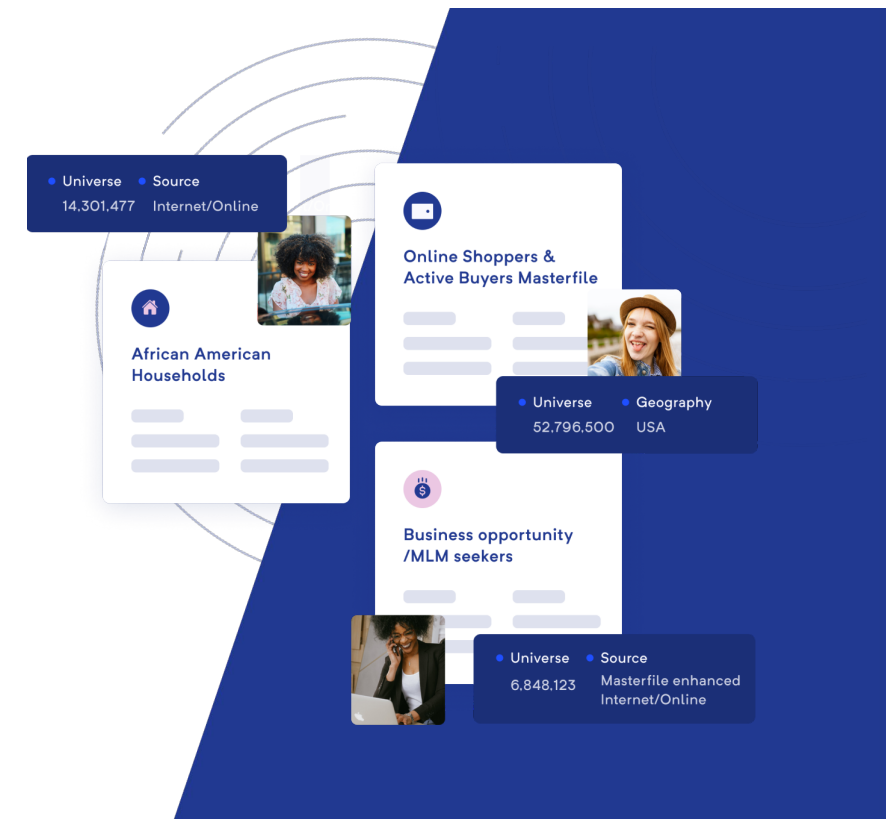 Universe Source
14,301,477 Internet/Online
African American
Households
Online Shoppers &
Active Buyers Masterfile
Universe Geography
52,796,500 USA
Business opportunity
/MLM seekers
$
Universe Source
6,848,123 Masterfile enhanced
Internet/Online